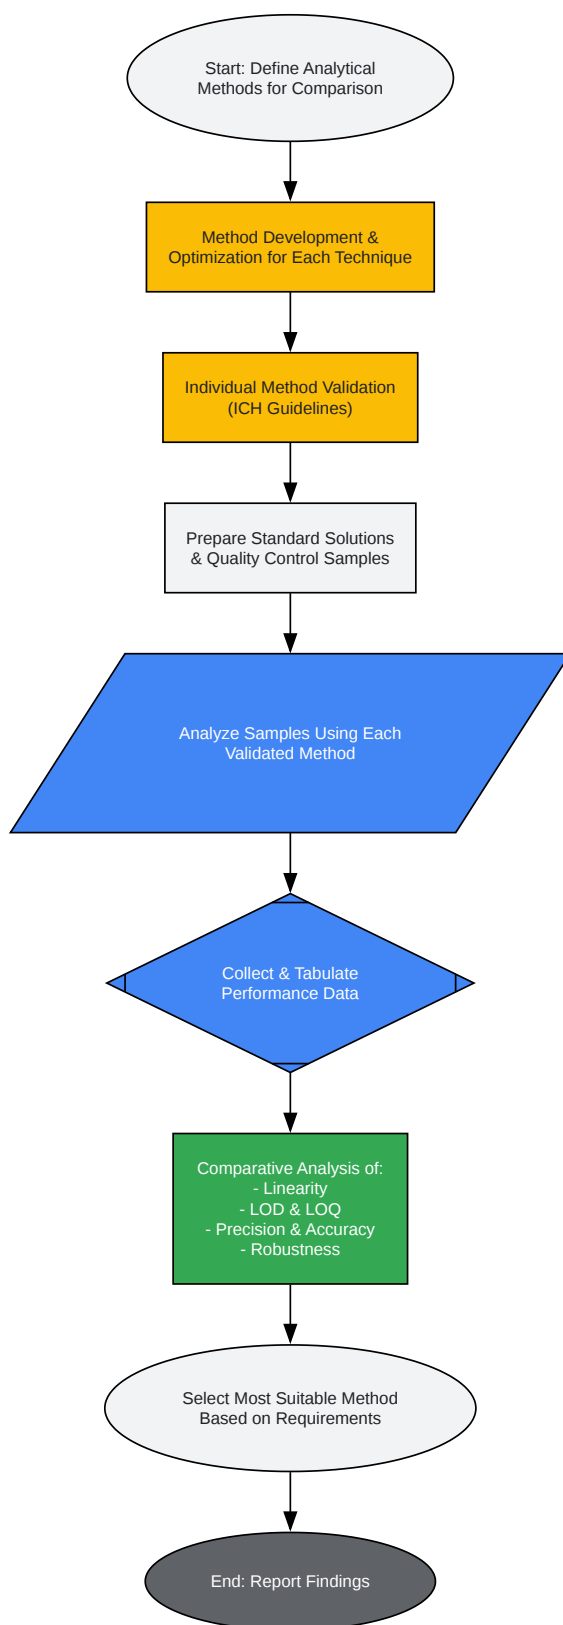 Start: Define Analytical
Methods for Comparison
Method Development &
Optimization for Each Technique
Individual Method Validation
(ICH Guidelines)
Prepare Standard Solutions
& Quality Control Samples
Analyze Samples Using Each
Validated Method
Collect & Tabulate
Performance Data
Comparative Analysis of:
- Linearity
- LOD & LOQ
- Precision & Accuracy
- Robustness
Select Most Suitable Method
Based on Requirements
End: Report Findings